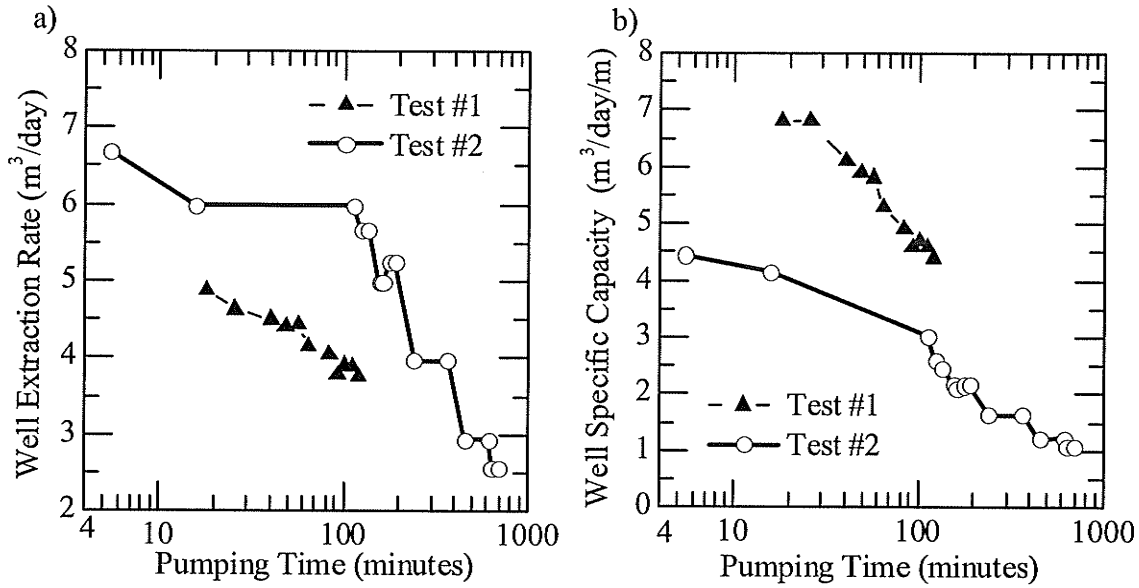 a)
Well Extraction Rate (m³/day)
8
7
6
5
4
3
2
Test #1
Test #2
4 10 100 1000
Pumping Time (minutes)
b)
Well Specific Capacity (m³/day/m)
8
7
6
5
4
3
2
1
0
Test #1
Test #2
4 10 100 1000
Pumping Time (minutes)